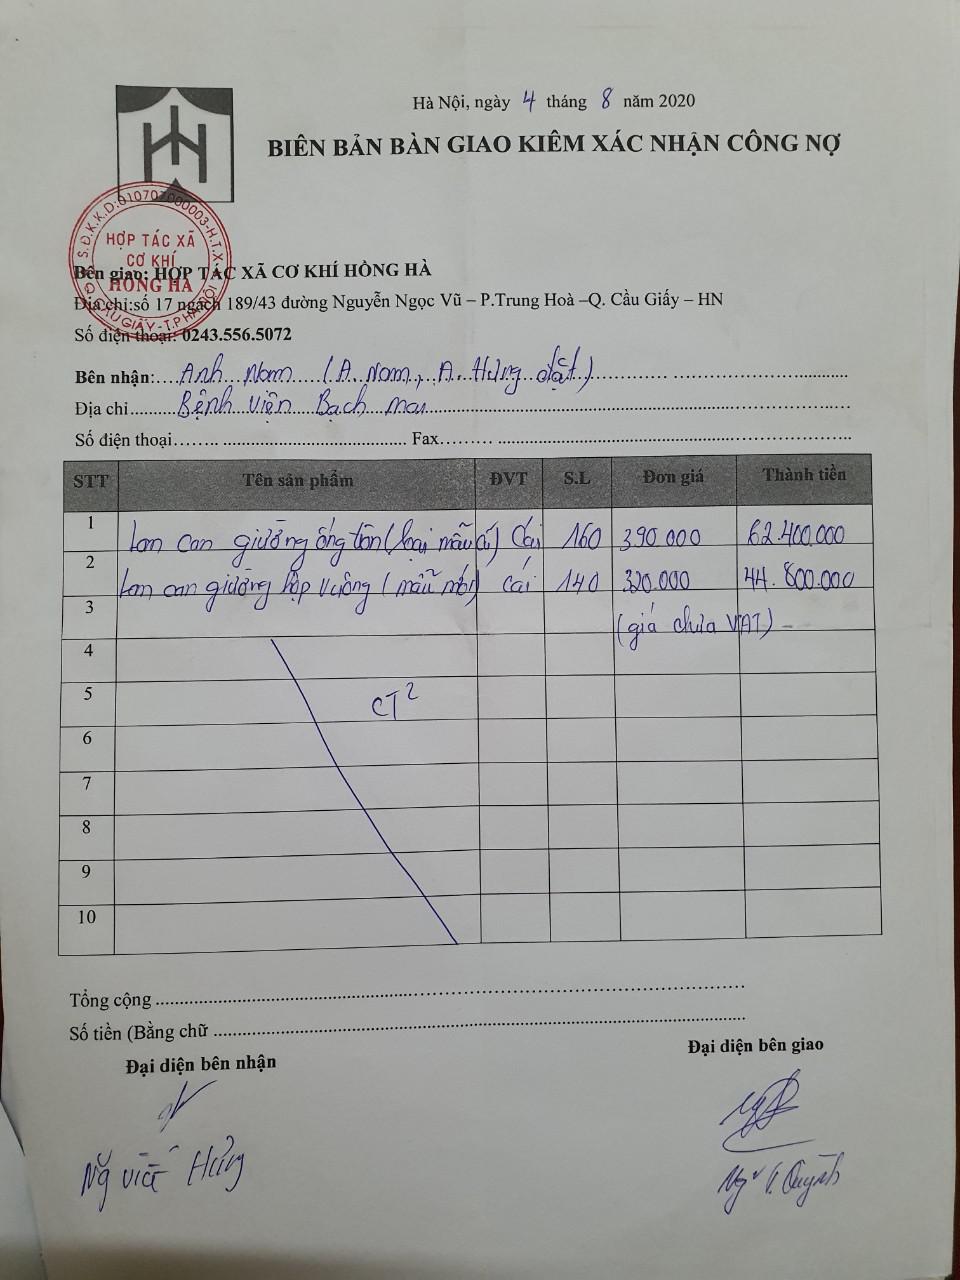 Hà Nội, ngày 4 tháng 8 năm 2020
BIÊN BẢN BÀN GIAO KIÊM XÁC NHẬN CÔNG NỢ
HỢP TÁC XÃ
CƠ KHÍ
HỒNG HÀ
Bên giao: HỢP TÁC XÃ CƠ KHÍ HỒNG HÀ
Địa chỉ:số 17 ngách 189/43 đường Nguyễn Ngọc Vũ – P.Trung Hoà –Q. Cầu Giấy – HN
Số điện thoại: 0243.556.5072
Bên nhận:....Anh Nam (A. Nam, A. Hưng đặt)
Địa chỉ..........Bệnh Viện Bạch mai
Số điện thoại........ Fax.........
STT Tên sản phẩm ĐVT S.L Đơn giá Thành tiền
1 Lan can giường ống tròn (loại mẫu cũ) Cái 160 390.000 62.400.000
2 Lan can giường hộp vuông (mẫu mới) Cái 140 320.000 44.800.000
3 (giá chưa VAT)
4
5 CT2
6
7
8
9
10
Tổng cộng
Số tiền (Bằng chữ
Đại diện bên nhận Đại diện bên giao
Ng Viết Hưng
Quỳnh